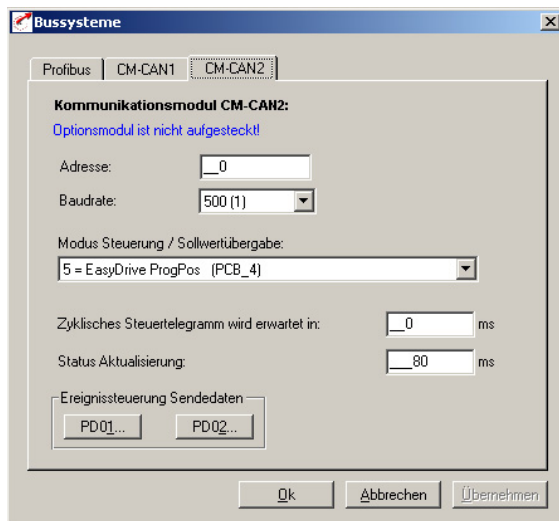 Bussysteme
Profibus CM-CAN1 CM-CAN2
Kommunikationsmodul CM-CAN2:
Optionsmodul ist nicht aufgesteckt!
Adresse: __0
Baudrate: 500 (1)
Modus Steuerung / Sollwertübergabe:
5 = EasyDrive ProgPos (PCB_4)
Zyklisches Steuertelegramm wird erwartet in: __0 ms
Status Aktualisierung: ___80 ms
Ereignissteuerung Sendedaten
PD01... PD02...
Ok Abbrechen Übernehmen